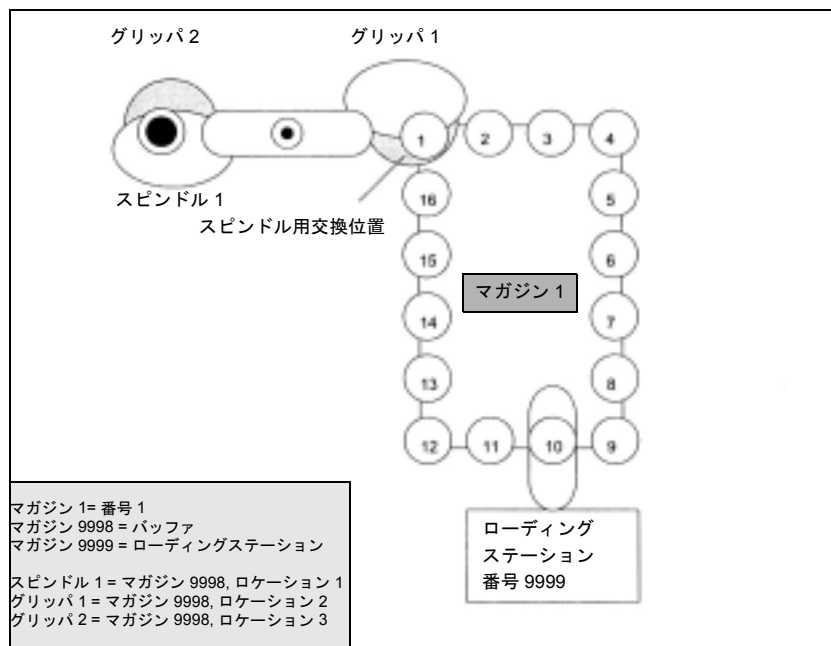 グリッパ 2
グリッパ 1
1
2
3
4
5
6
7
8
9
10
11
12
13
14
15
16
スピンドル 1
スピンドル用交換位置
マガジン 1
ローディング
ステーション
番号 9999
マガジン 1= 番号 1
マガジン 9998 = バッファ
マガジン 9999 = ローディングステーション
スピンドル 1 = マガジン 9998, ロケーション 1
グリッパ 1 = マガジン 9998, ロケーション 2
グリッパ 2 = マガジン 9998, ロケーション 3